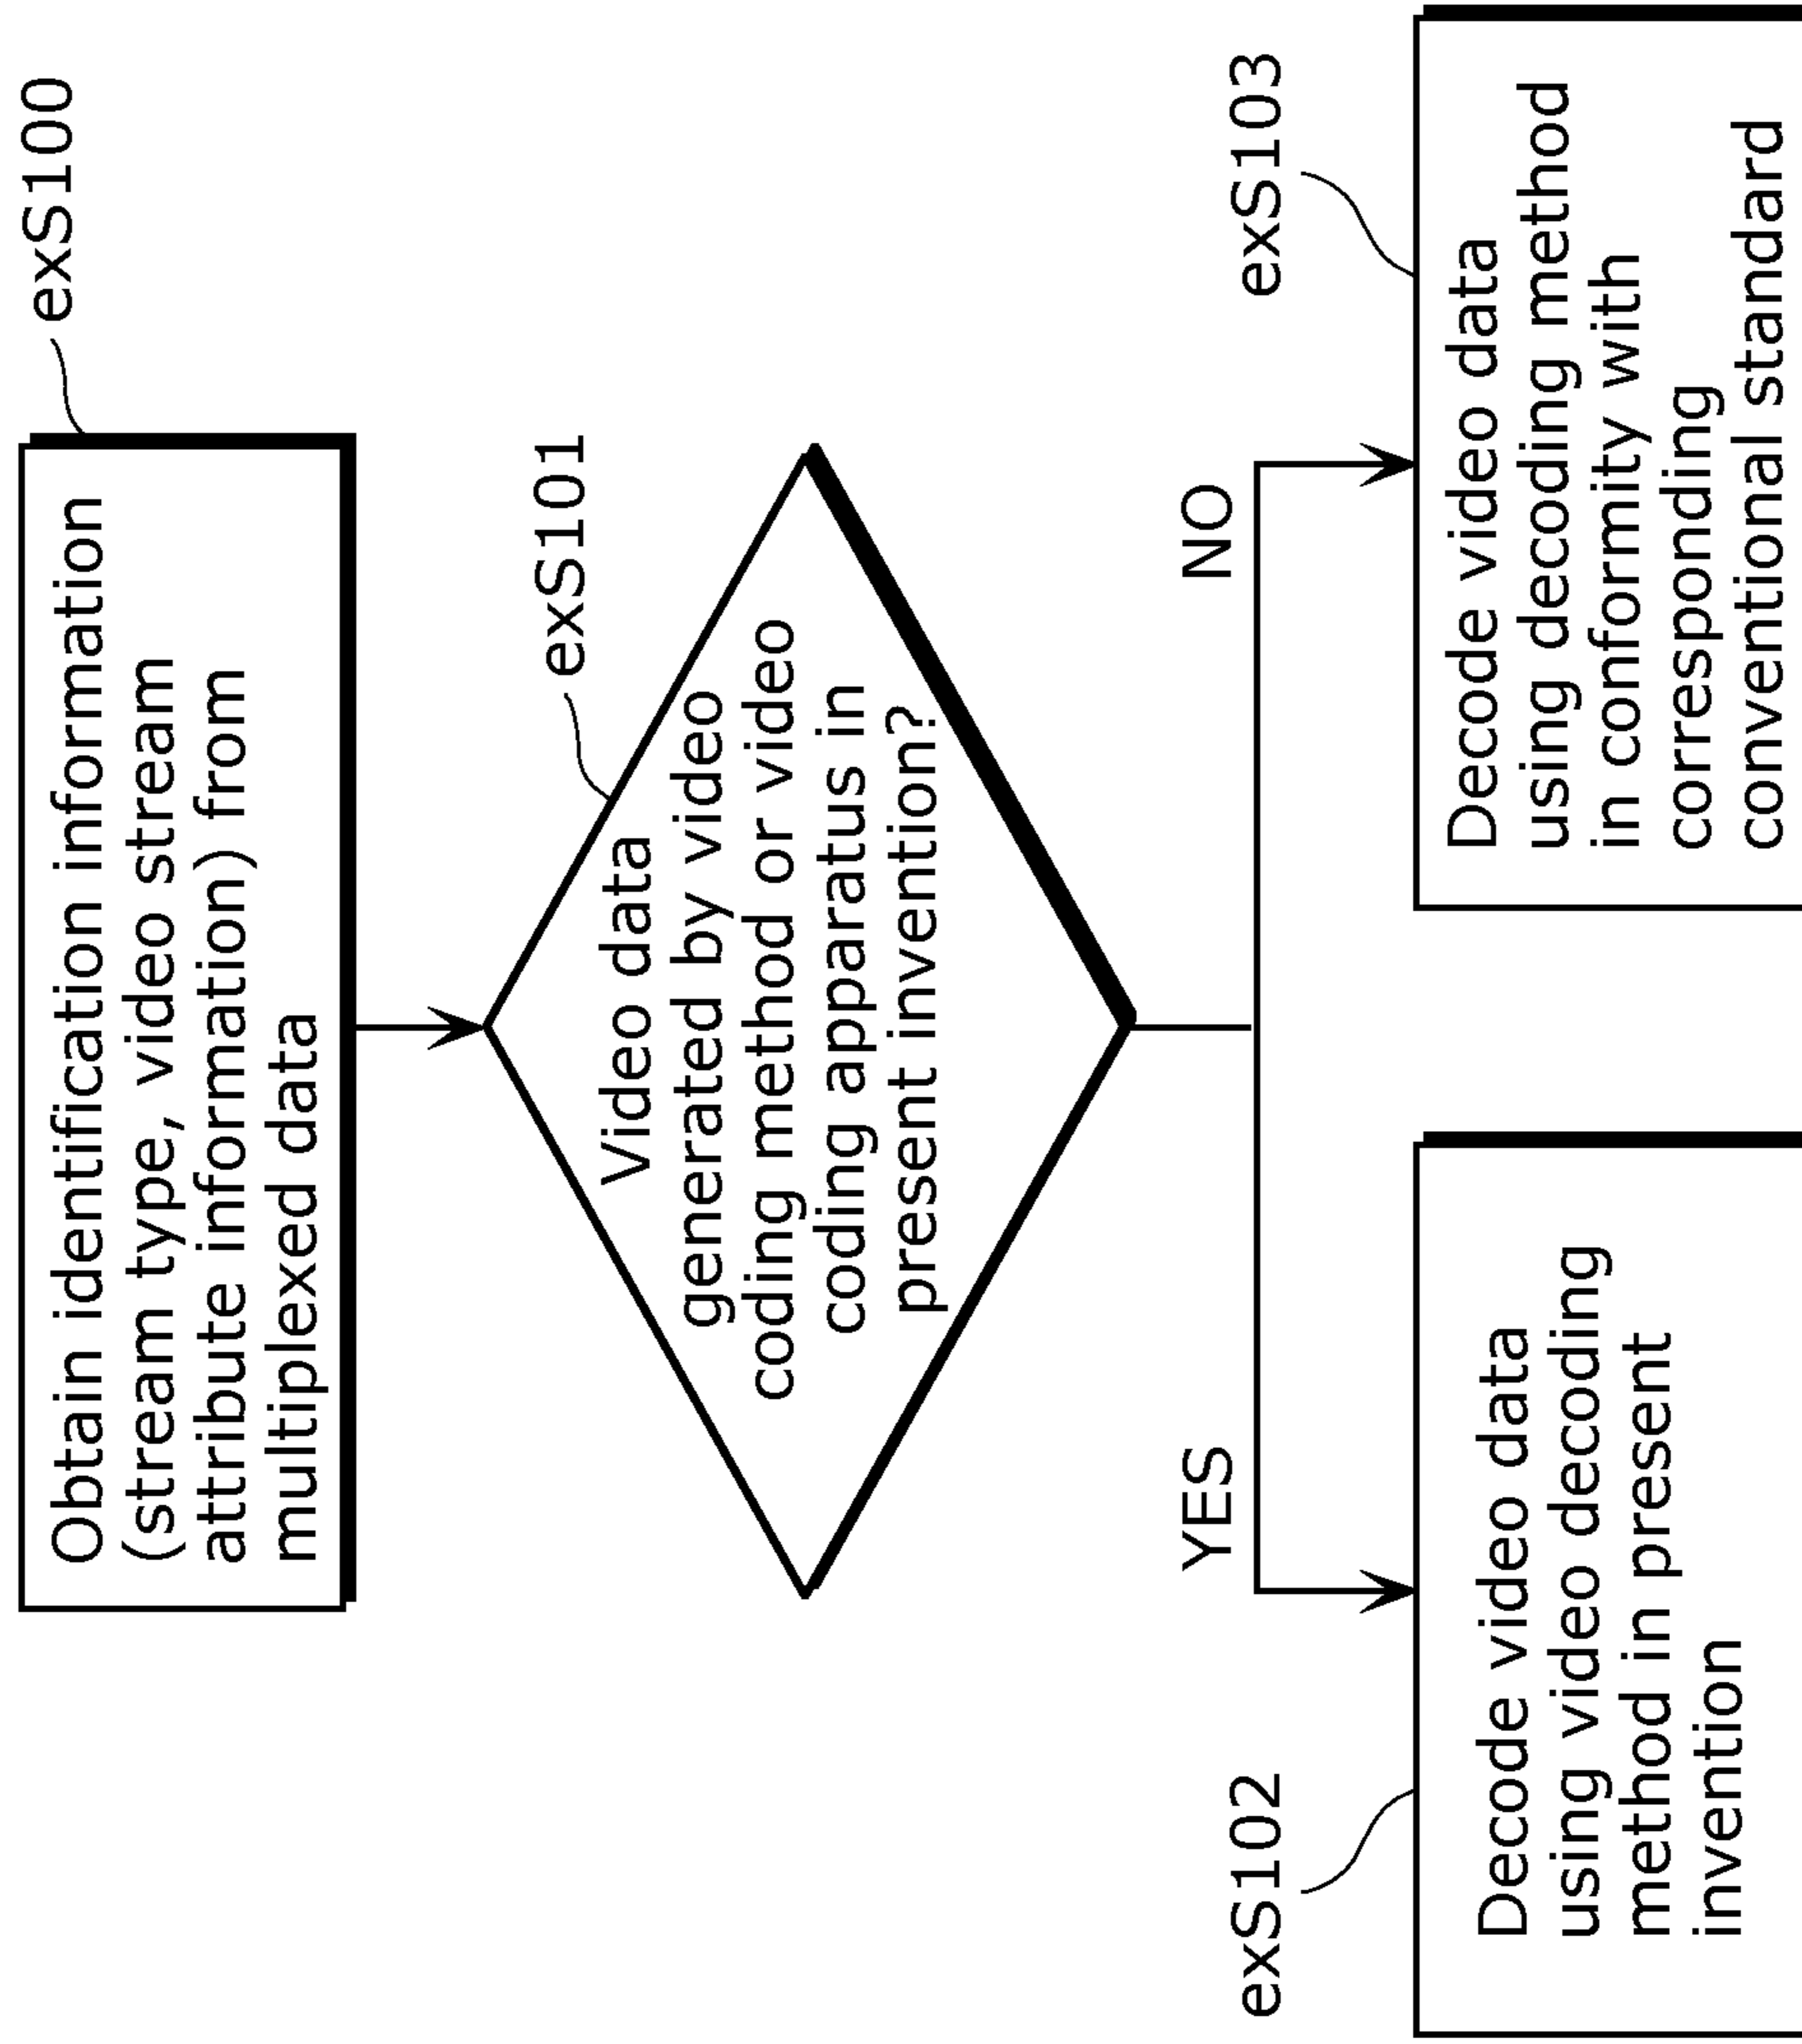 exS100
Obtain identification information
(stream type, video stream
attribute information) from
multiplexed data
exS101
Video data
generated by video
coding method or video
coding apparatus in
present invention?
YES
NO
exS102
Decode video data
using video decoding
method in present
invention
exS103
Decode video data
using decoding method
in conformity with
corresponding
conventional standard